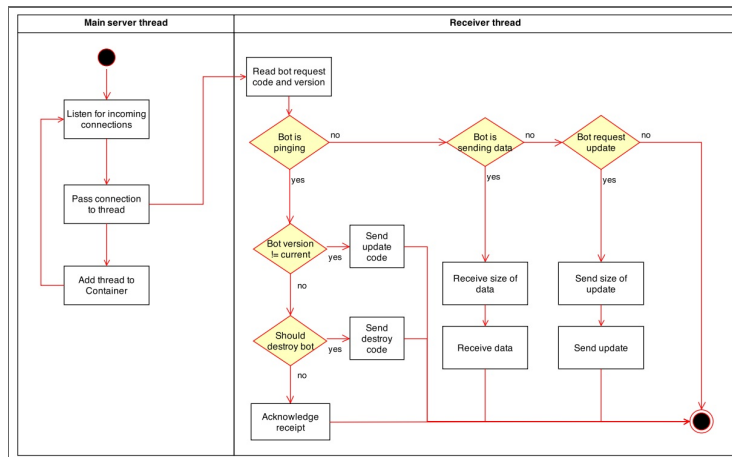 Main server thread
Receiver thread
Listen for incoming
connections
Pass connection
to thread
Add thread to
Container
Read bot request
code and version
Bot is
pinging
no
yes
Bot is
sending data
no
yes
Bot request
update
no
yes
Bot version
!= current
yes
no
Send
update
code
Should
destroy bot
yes
no
Send
destroy
code
Acknowledge
receipt
Receive size of
data
Receive data
Send size of
update
Send update